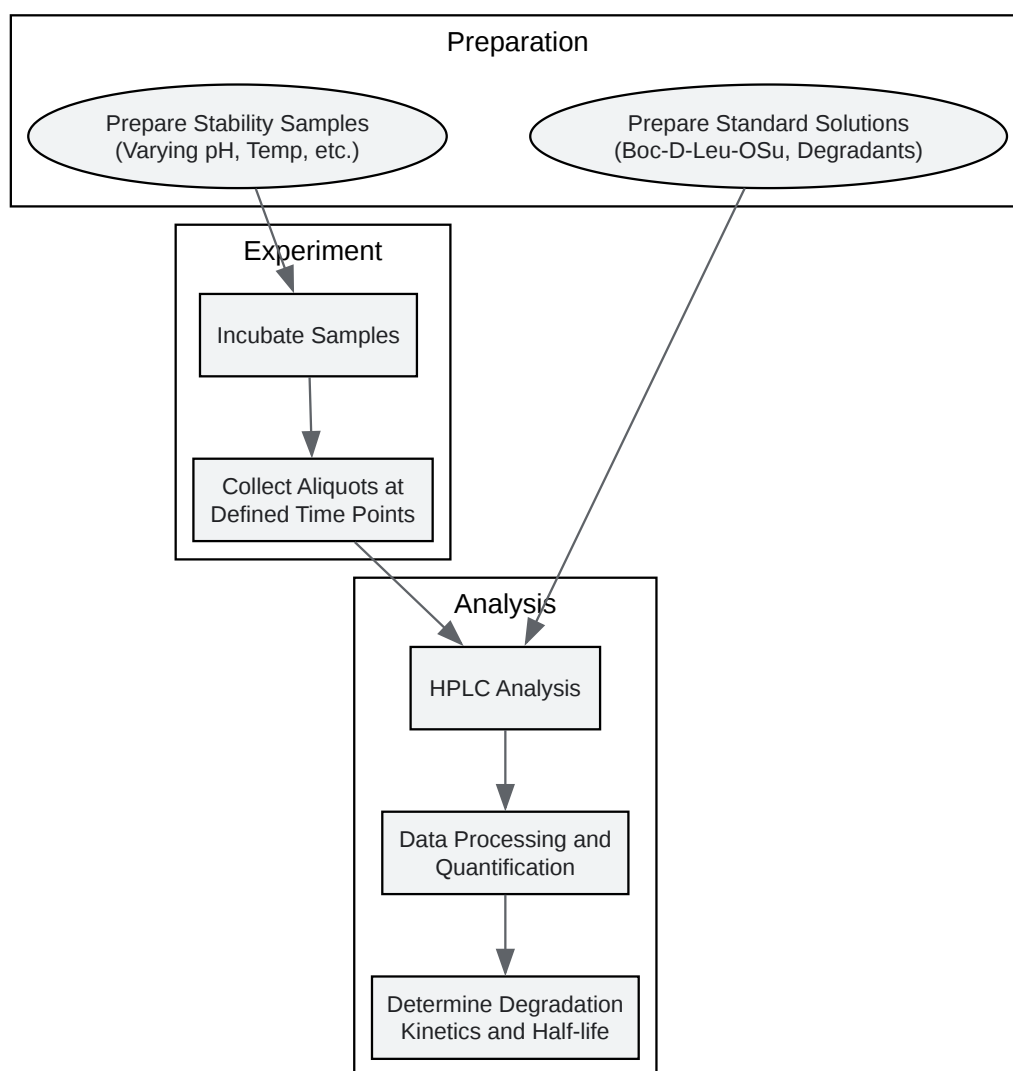 Preparation
Prepare Stability Samples
(Varying pH, Temp, etc.)
Prepare Standard Solutions
(Boc-D-Leu-OSu, Degradants)
Experiment
Incubate Samples
Collect Aliquots at
Defined Time Points
Analysis
HPLC Analysis
Data Processing and
Quantification
Determine Degradation
Kinetics and Half-life